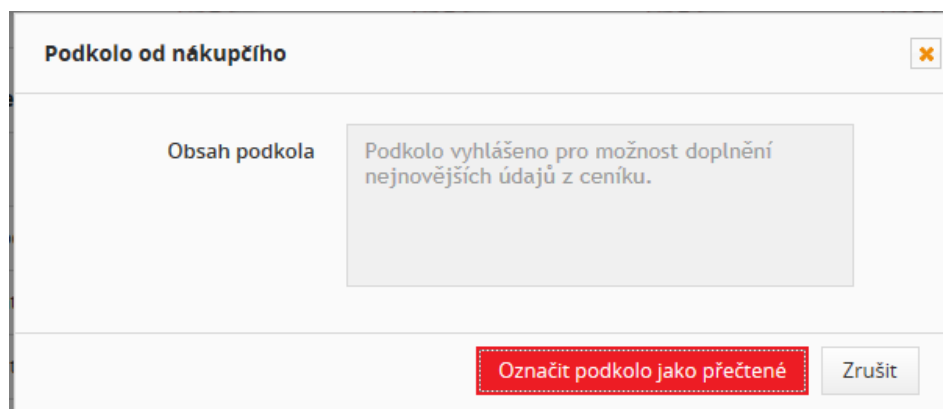 Podkolo od nákupčího
Obsah podkola
Podkolo vyhlášeno pro možnost doplnění
nejnovějších údajů z ceníku.
Označit podkolo jako přečtené
Zrušit